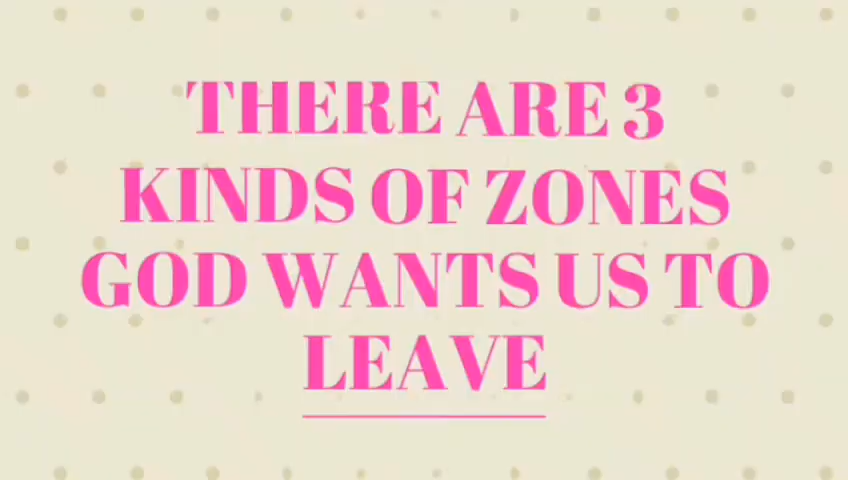 THERE ARE 3
KINDS OF ZONES
GOD WANTS US TO
LEAVE